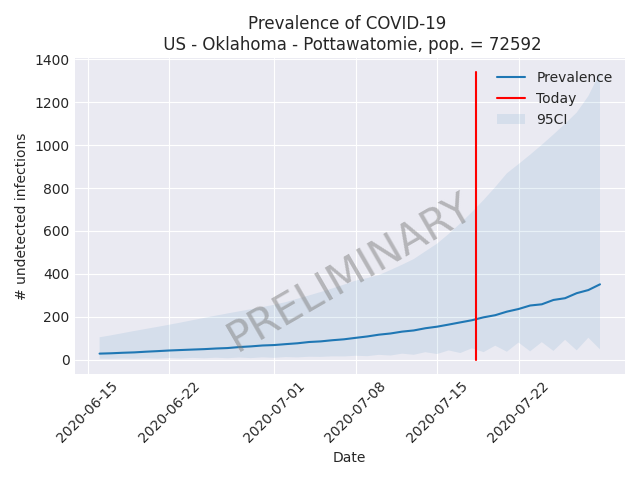 Prevalence of COVID-19
US - Oklahoma - Pottawatomie, pop. = 72592
1400
1200
1000
800
600
400
200
0
# undetected infections
Prevalence
Today
95CI
PRELIMINARY
2020-06-15
2020-06-22
2020-07-01
2020-07-08
2020-07-15
2020-07-22
Date